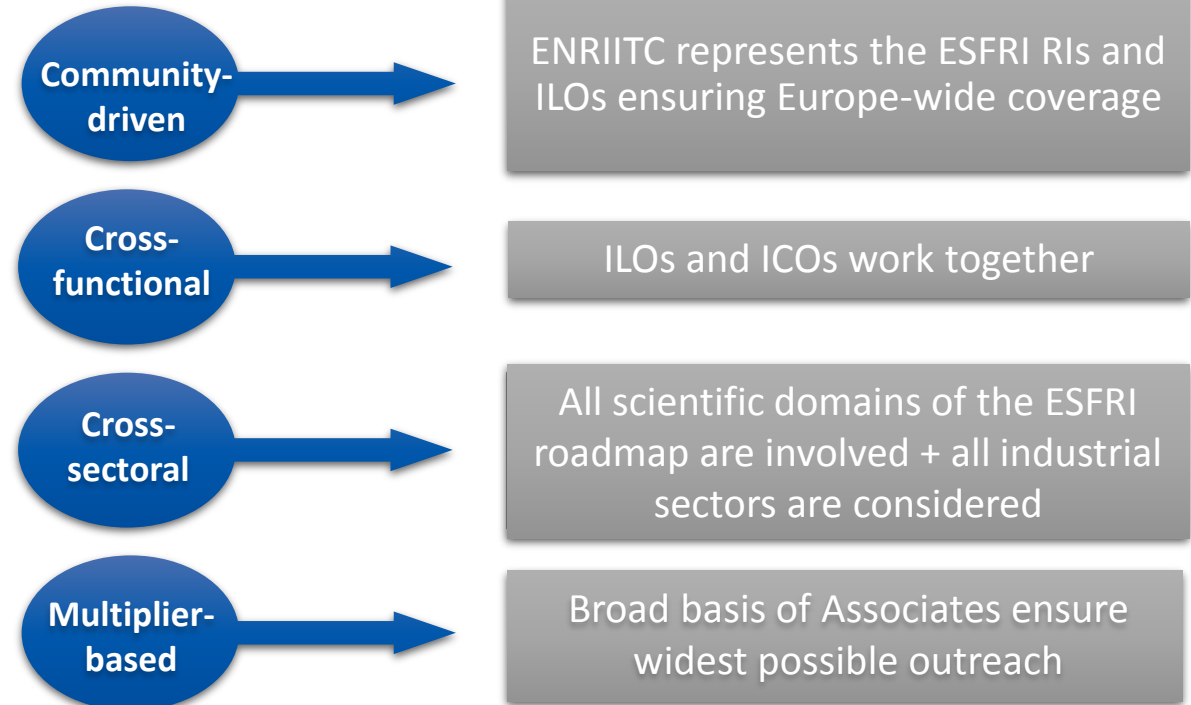 Community-
driven
ENRIITC represents the ESFRI RIs and
ILOs ensuring Europe-wide coverage
Cross-
functional
ILOs and ICOs work together
Cross-
sectoral
All scientific domains of the ESFRI
roadmap are involved + all industrial
sectors are considered
Multiplier-
based
Broad basis of Associates ensure
widest possible outreach